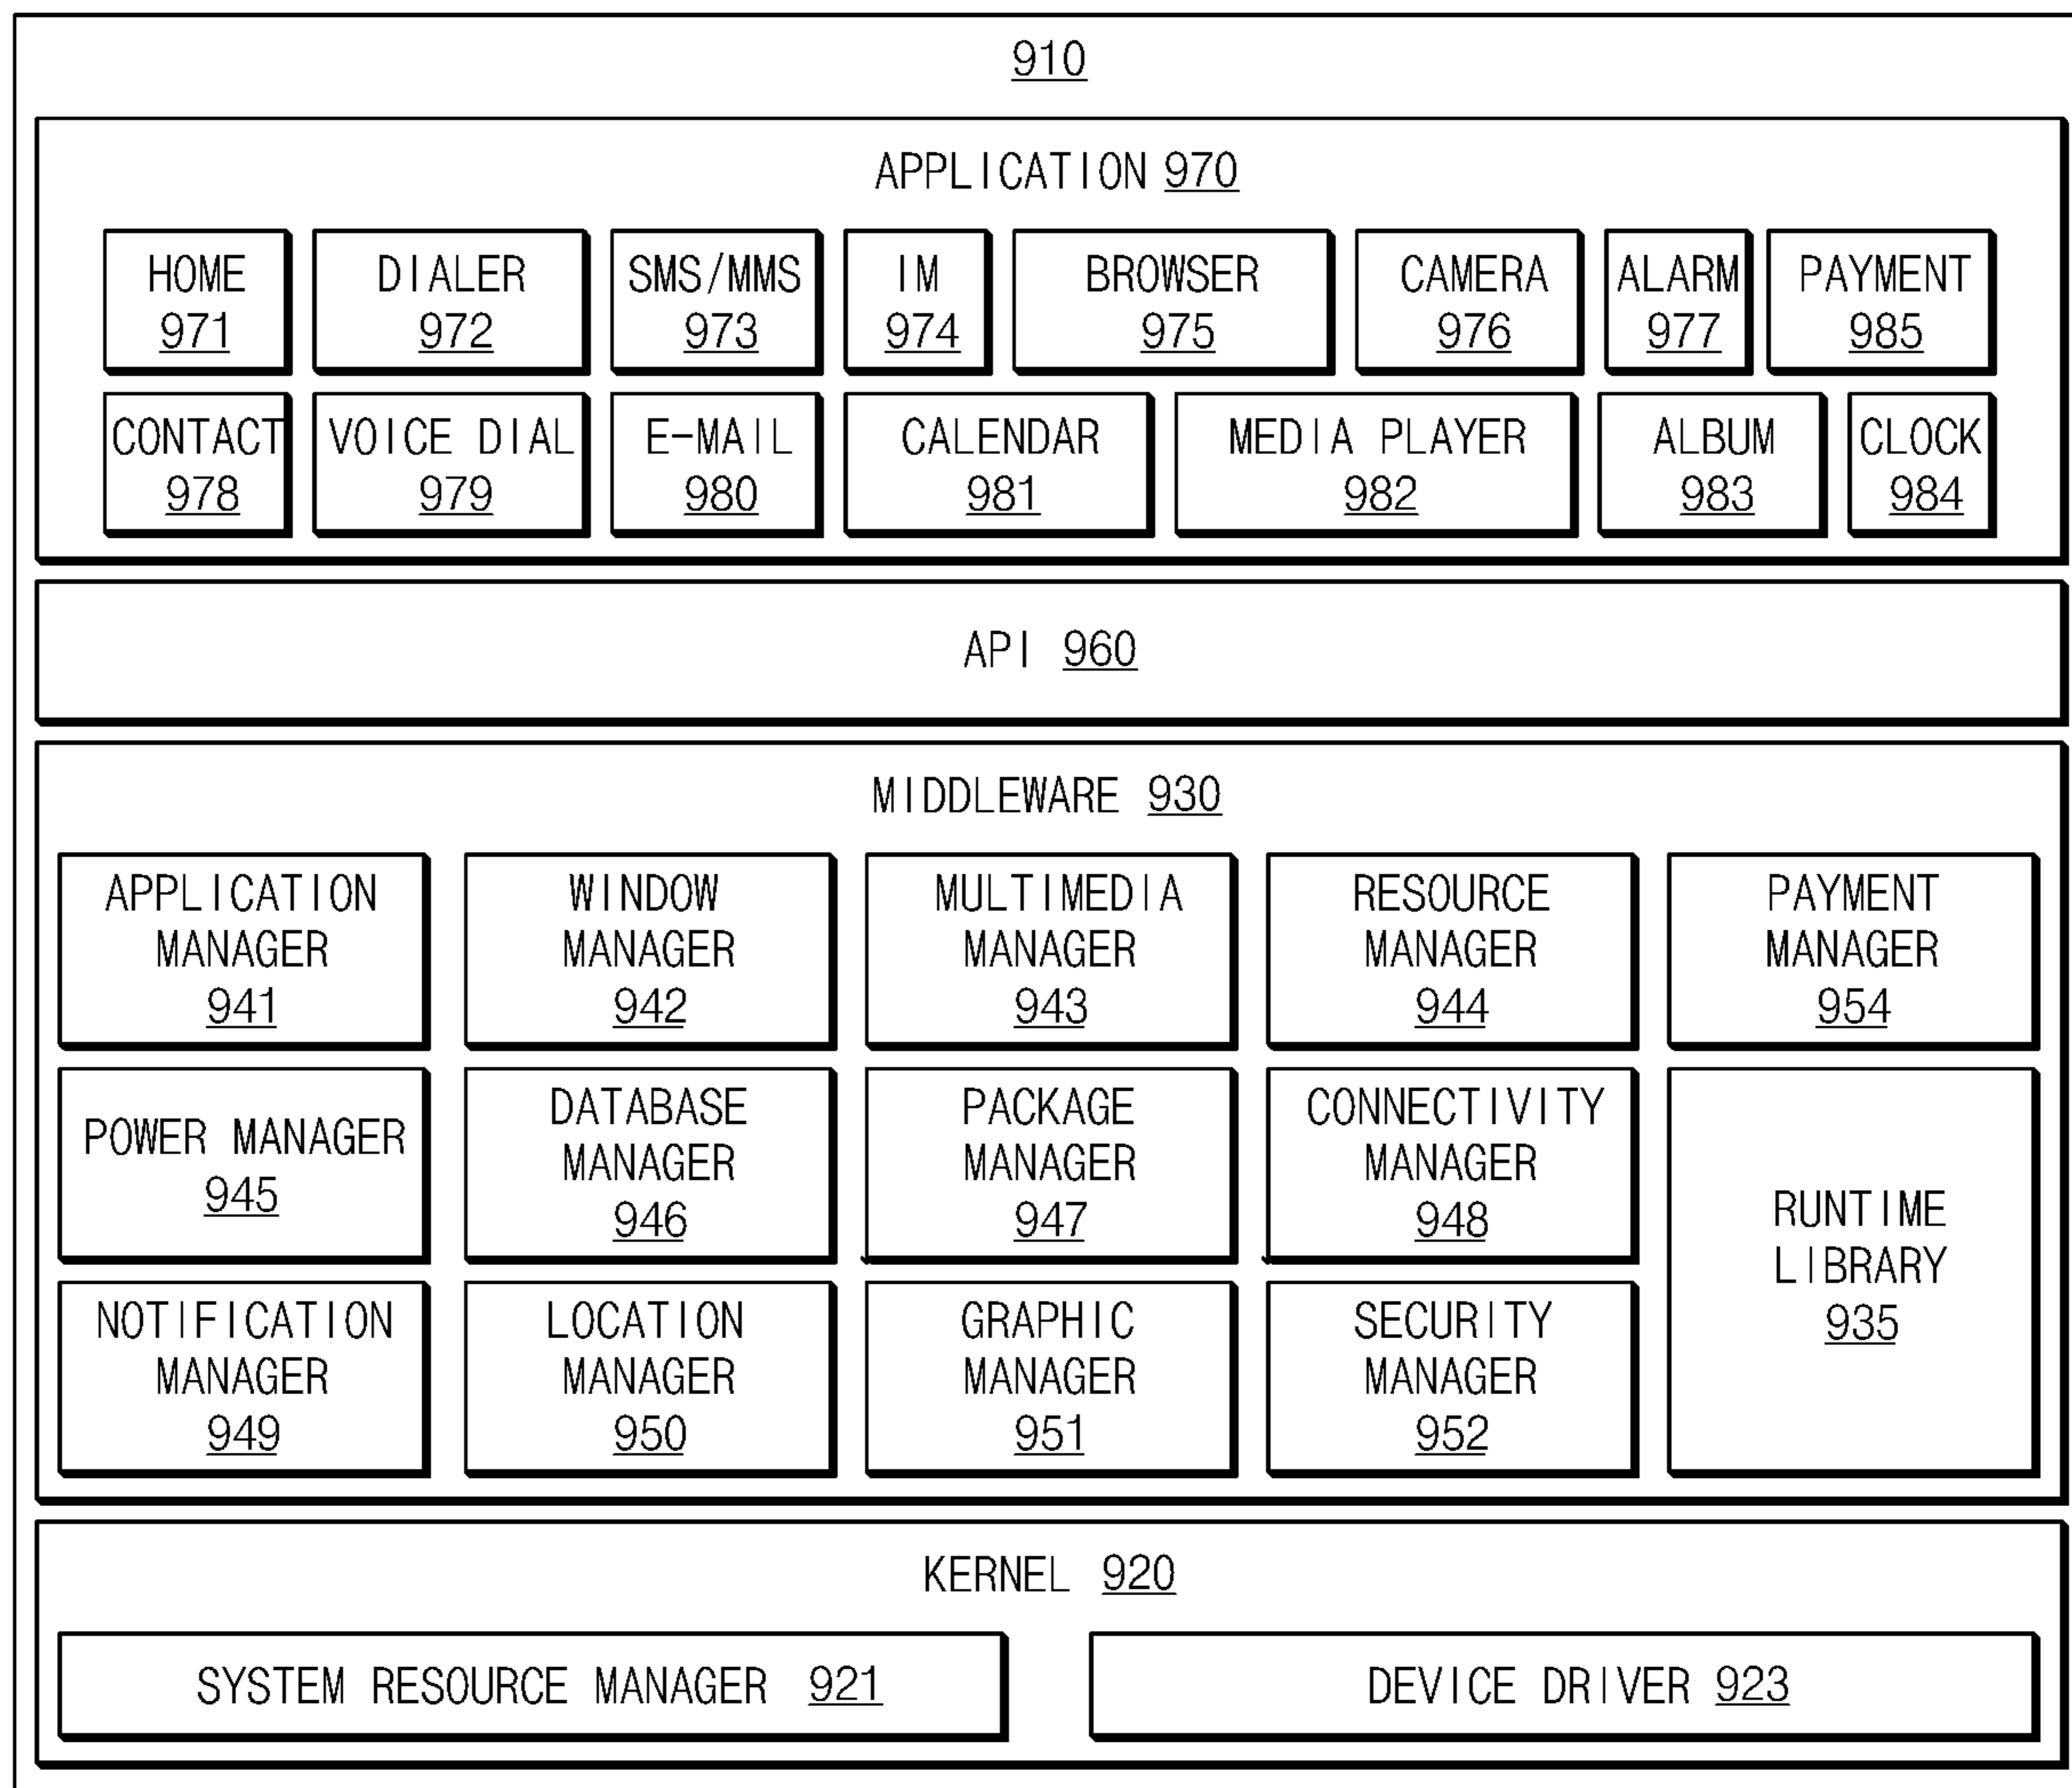 910
APPLICATION 970
HOME
971
DIALER
972
SMS/MMS
973
IM
974
BROWSER
975
CAMERA
976
ALARM
977
PAYMENT
985
CONTACT
978
VOICE DIAL
979
E-MAIL
980
CALENDAR
981
MEDIA PLAYER
982
ALBUM
983
CLOCK
984
API 960
MIDDLEWARE 930
APPLICATION
MANAGER
941
WINDOW
MANAGER
942
MULTIMEDIA
MANAGER
943
RESOURCE
MANAGER
944
PAYMENT
MANAGER
954
POWER MANAGER
945
DATABASE
MANAGER
946
PACKAGE
MANAGER
947
CONNECTIVITY
MANAGER
948
RUNTIME
LIBRARY
935
NOTIFICATION
MANAGER
949
LOCATION
MANAGER
950
GRAPHIC
MANAGER
951
SECURITY
MANAGER
952
KERNEL 920
SYSTEM RESOURCE MANAGER 921
DEVICE DRIVER 923